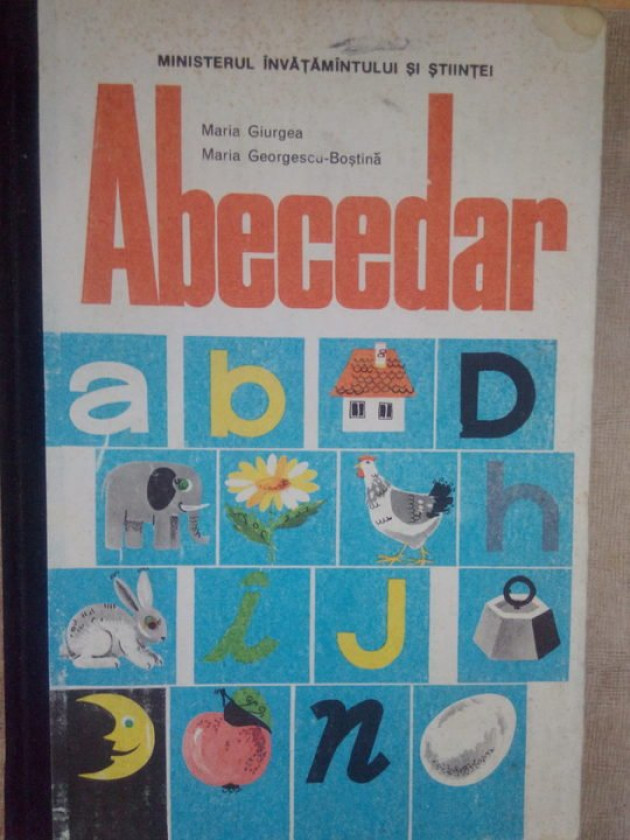 MINISTERUL ÎNVĂȚĂMÎNTULUI ȘI ȘTIINȚEI
Maria Giurgea
Maria Georgescu-Boștină
Abecedar
a b D
h
i J
n